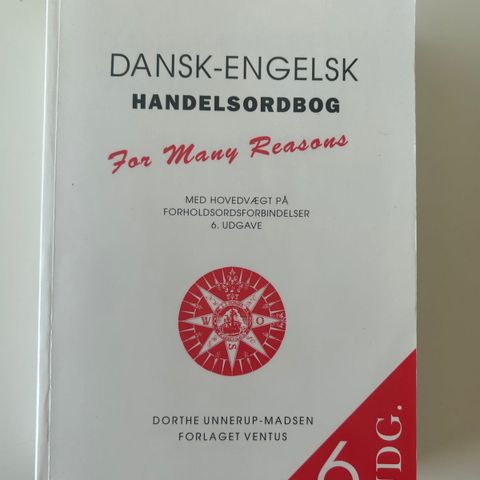 DANSK-ENGELSK
HANDELSORDBOG
For Many Reasons
MED HOVEDVÆGT PÅ
FORHOLDSORDSFORBINDELSER
6. UDGAVE
W O
S
DORTHE UNNERUP-MADSEN
FORLAGET VENTUS
6
UDG.